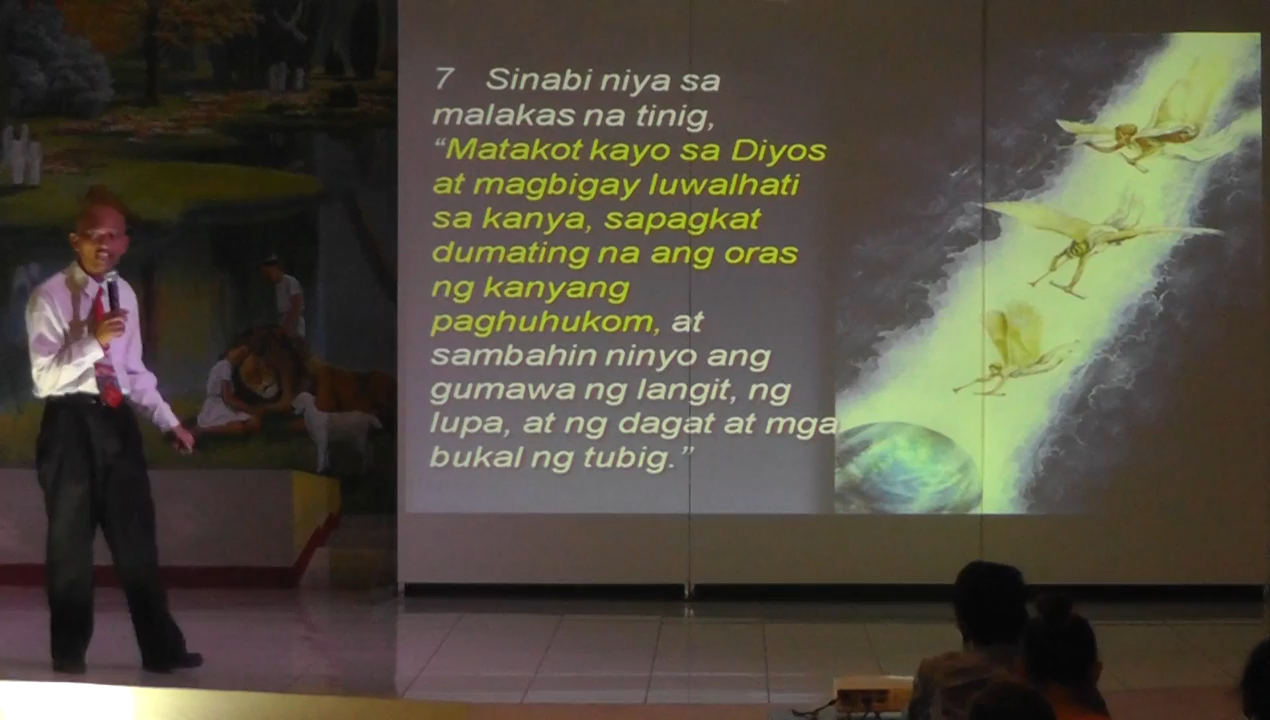 7 Sinabi niya sa
malakas na tinig,
“Matakot kayo sa Diyos
at magbigay luwalhati
sa kanya, sapagkat
dumating na ang oras
ng kanyang
paghuhukom, at
sambahin ninyo ang
gumawa ng langit, ng
lupa, at ng dagat at mga
bukal ng tubig.”